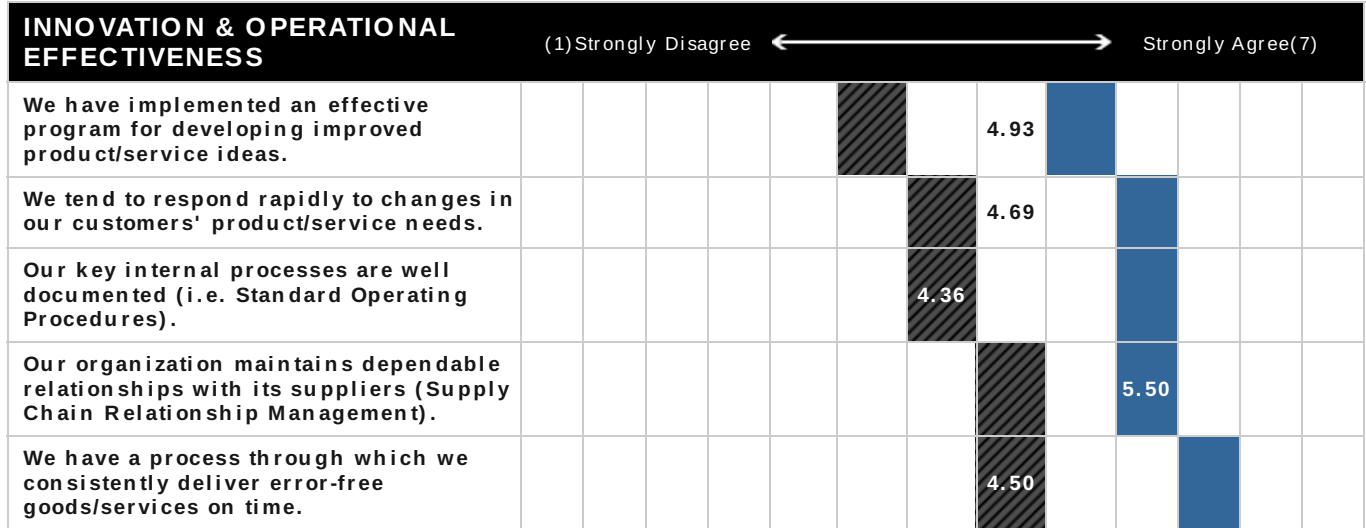 INNOVATION & OPERATIONAL
EFFECTIVENESS
(1)Strongly Disagree
Strongly Agree(7)
We have implemented an effective
program for developing improved
product/service ideas.
4.93
We tend to respond rapidly to changes in
our customers' product/service needs.
4.69
Our key internal processes are well
documented (i.e. Standard Operating
Procedures).
4.36
Our organization maintains dependable
relationships with its suppliers (Supply
Chain Relationship Management).
5.50
We have a process through which we
consistently deliver error-free
goods/services on time.
4.50